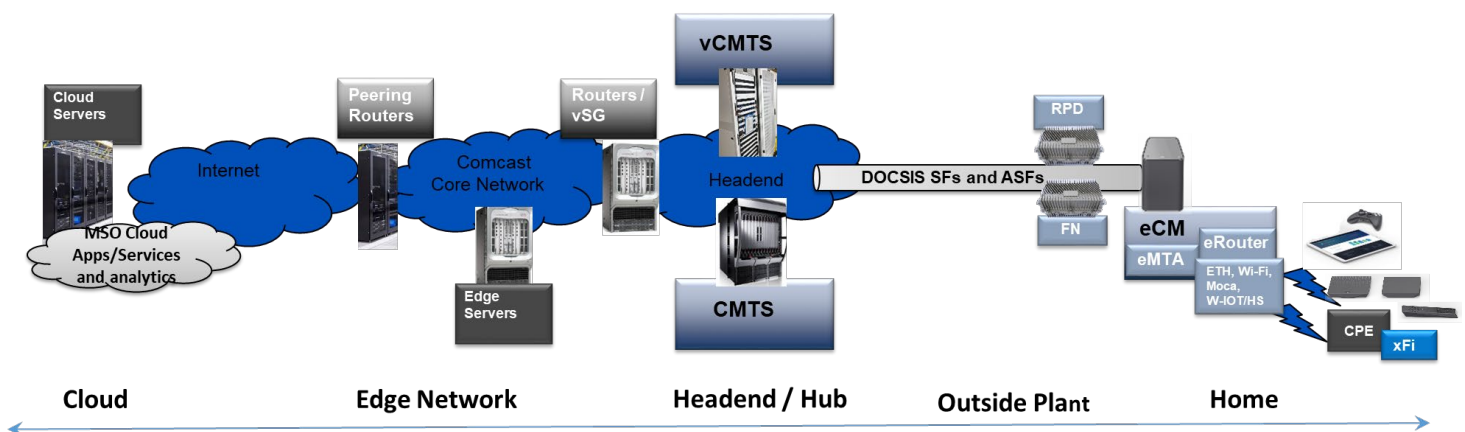 Cloud
Servers
Internet
MSO Cloud
Apps/Services
and analytics
Peering
Routers
Comcast
Core Network
Edge
Servers
Routers /
vSG
vCMTS
Headend
CMTS
DOCSIS SFs and ASFs
RPD
FN
eCM
eRouter
eMTA
ETH, Wi-Fi,
Moca,
W-IOT/HS
CPE
xFi
Cloud
Edge Network
Headend / Hub
Outside Plant
Home